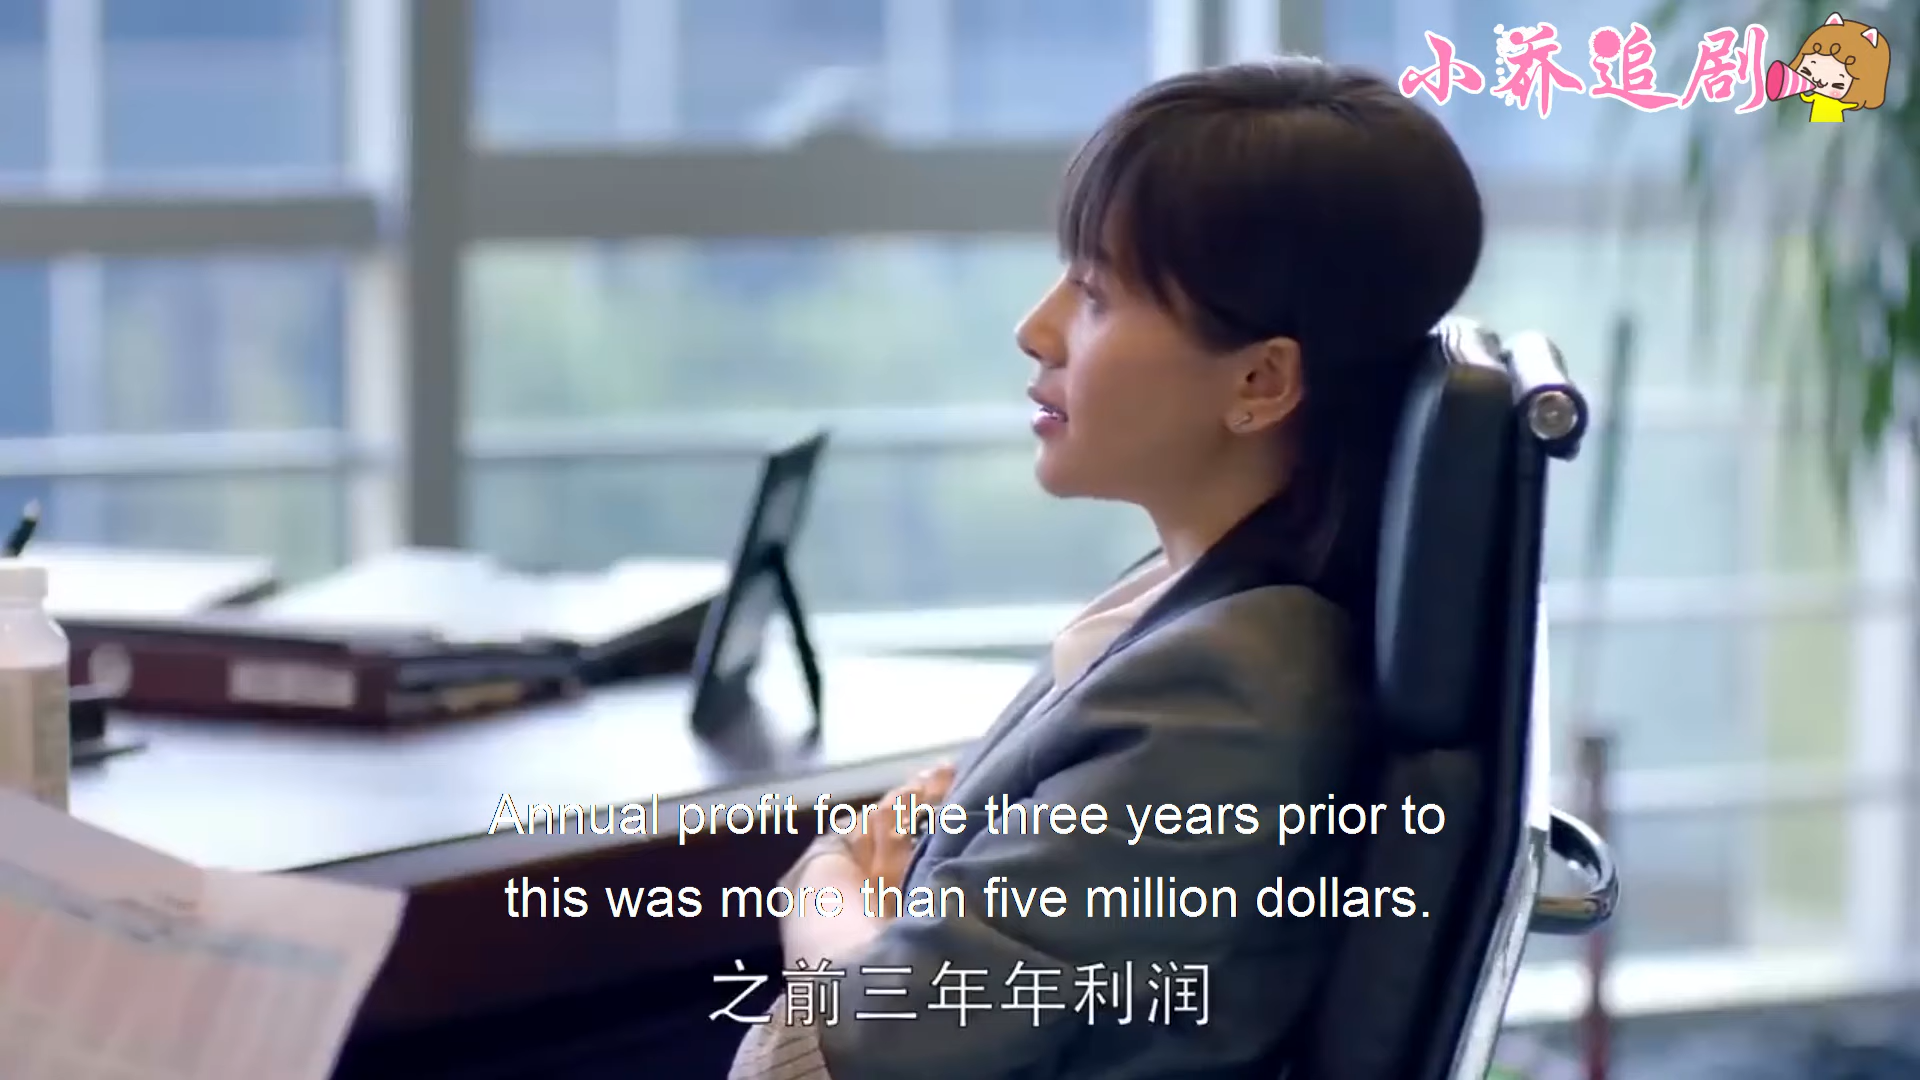 小乔追剧
Annual profit for the three years prior to
this was more than five million dollars.
之前三年年利润